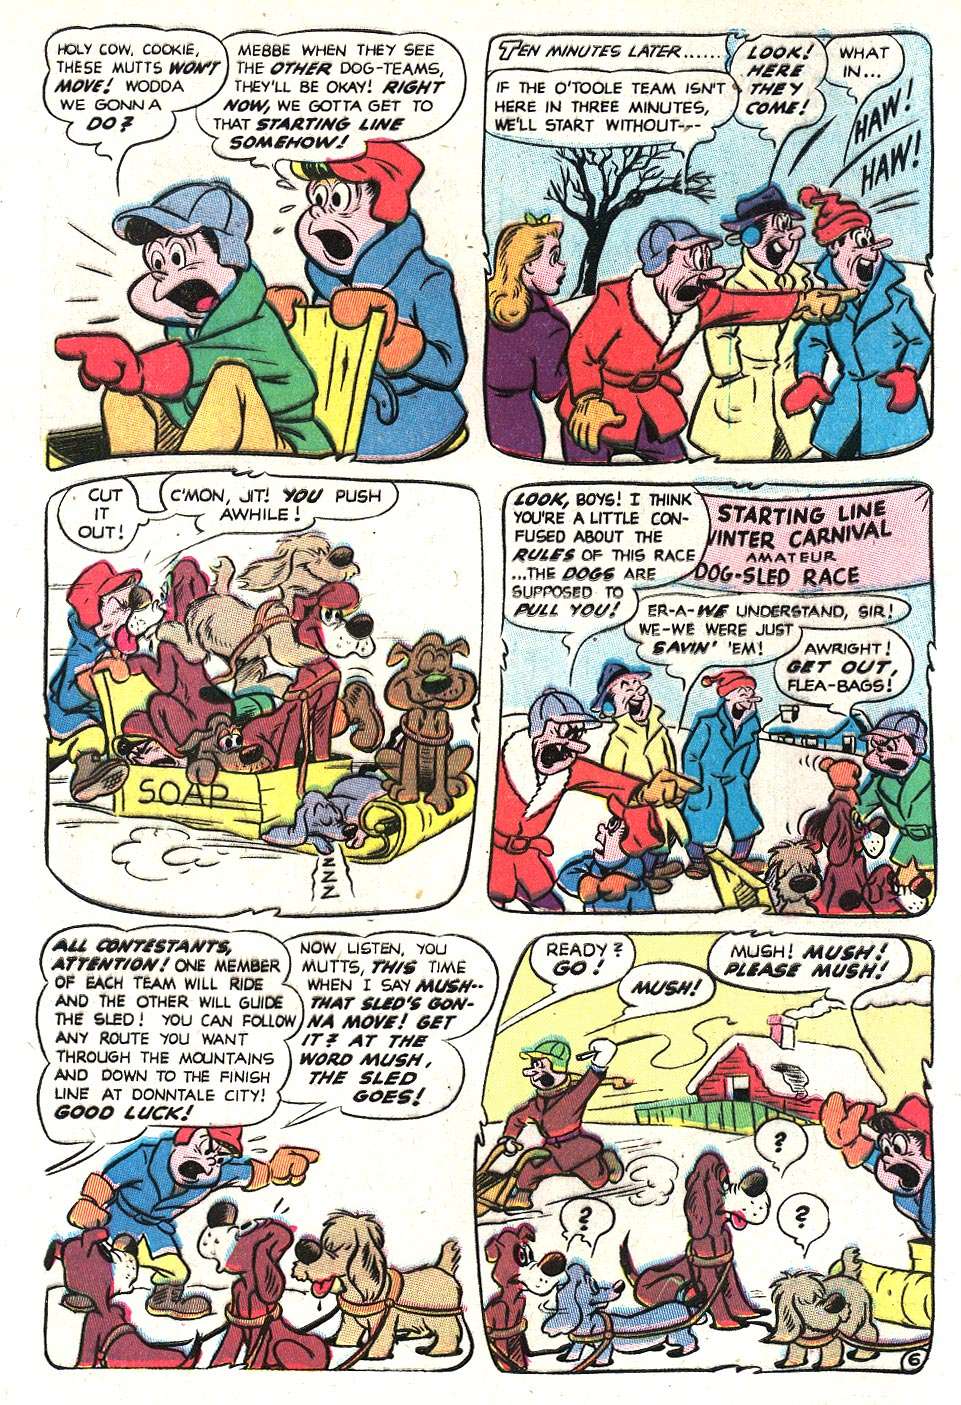 HOLY COW, COOKIE,
THESE MUTTS WON'T
MOVE! WODDA
WE GONNA
DO?
MEBBE WHEN THEY SEE
THE OTHER DOG-TEAMS,
THEY'LL BE OKAY! RIGHT
NOW, WE GOTTA GET TO
THAT STARTING LINE
SOMEHOW!
TEN MINUTES LATER......
IF THE O'TOOLE TEAM ISN'T
HERE IN THREE MINUTES,
WE'LL START WITHOUT---
LOOK!
HERE
THEY
COME!
WHAT
IN...
HAW!
HAW!
CUT
IT
OUT!
C'MON, JIT! YOU PUSH
AWHILE!
SOAP
ZZZ
LOOK, BOYS! I THINK
YOU'RE A LITTLE CON-
FUSED ABOUT THE
RULES OF THIS RACE
...THE DOGS ARE
SUPPOSED TO
PULL YOU!
STARTING LINE
WINTER CARNIVAL
AMATEUR
DOG-SLED RACE
ER-A-WE UNDERSTAND, SIR!
WE-WE WERE JUST
SAVIN' 'EM!
AWRIGHT!
GET OUT,
FLEA-BAGS!
ALL CONTESTANTS,
ATTENTION! ONE MEMBER
OF EACH TEAM WILL RIDE
AND THE OTHER WILL GUIDE
THE SLED! YOU CAN FOLLOW
ANY ROUTE YOU WANT
THROUGH THE MOUNTAINS
AND DOWN TO THE FINISH
LINE AT DONNTALE CITY!
GOOD LUCK!
NOW LISTEN, YOU
MUTTS, THIS TIME
WHEN I SAY MUSH--
THAT SLED'S GON-
NA MOVE! GET
IT? AT THE
WORD MUSH,
THE SLED
GOES!
READY?
GO!
MUSH!
MUSH! MUSH!
PLEASE MUSH!
?
?
?
6